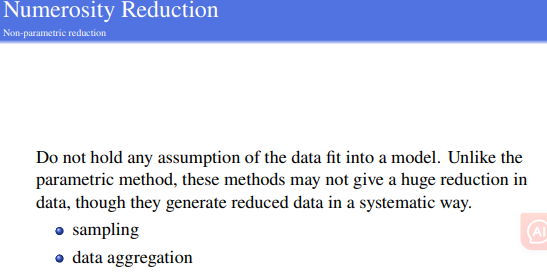 Numerosity Reduction
Non-parametric reduction
Do not hold any assumption of the data fit into a model. Unlike the
parametric method, these methods may not give a huge reduction in
data, though they generate reduced data in a systematic way.
sampling
data aggregation
AI